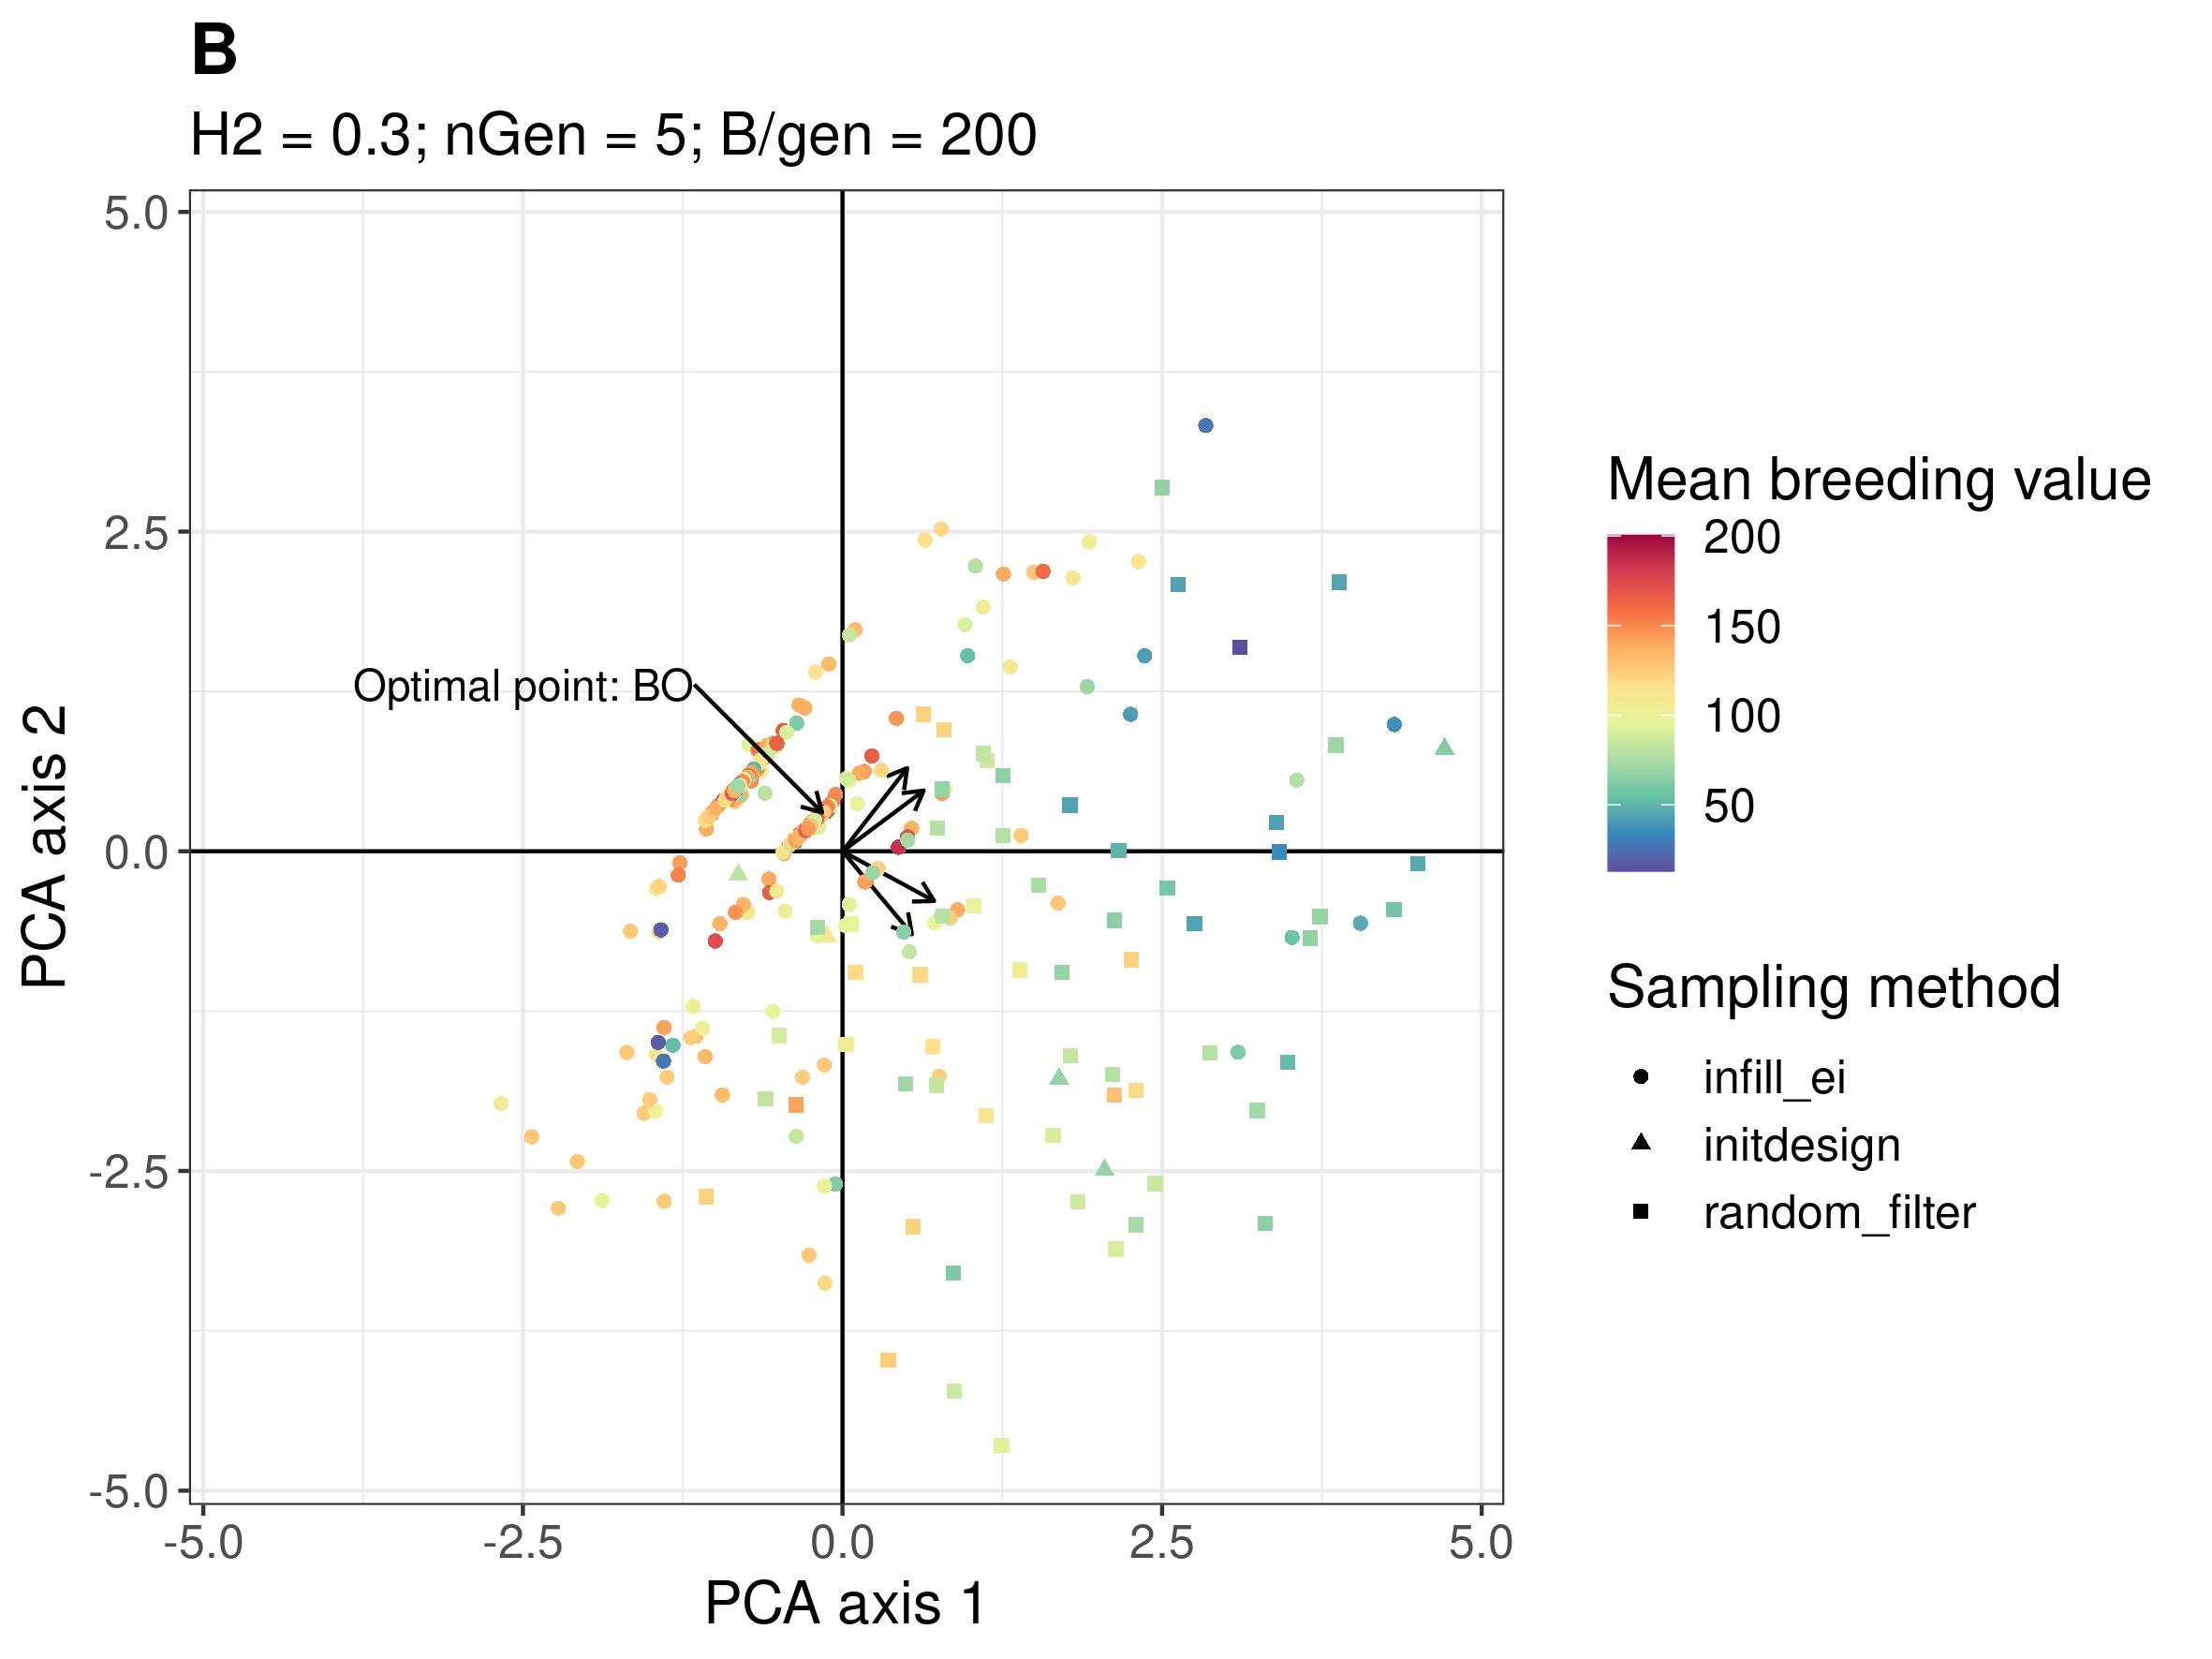 B
H2 = 0.3; nGen = 5; B/gen = 200
5.0
2.5
0.0
-2.5
-5.0
PCA axis 2
Optimal point: BO
-5.0
-2.5
0.0
2.5
5.0
PCA axis 1
Mean breeding value
200
150
100
50
Sampling method
infill_ei
initdesign
random_filter